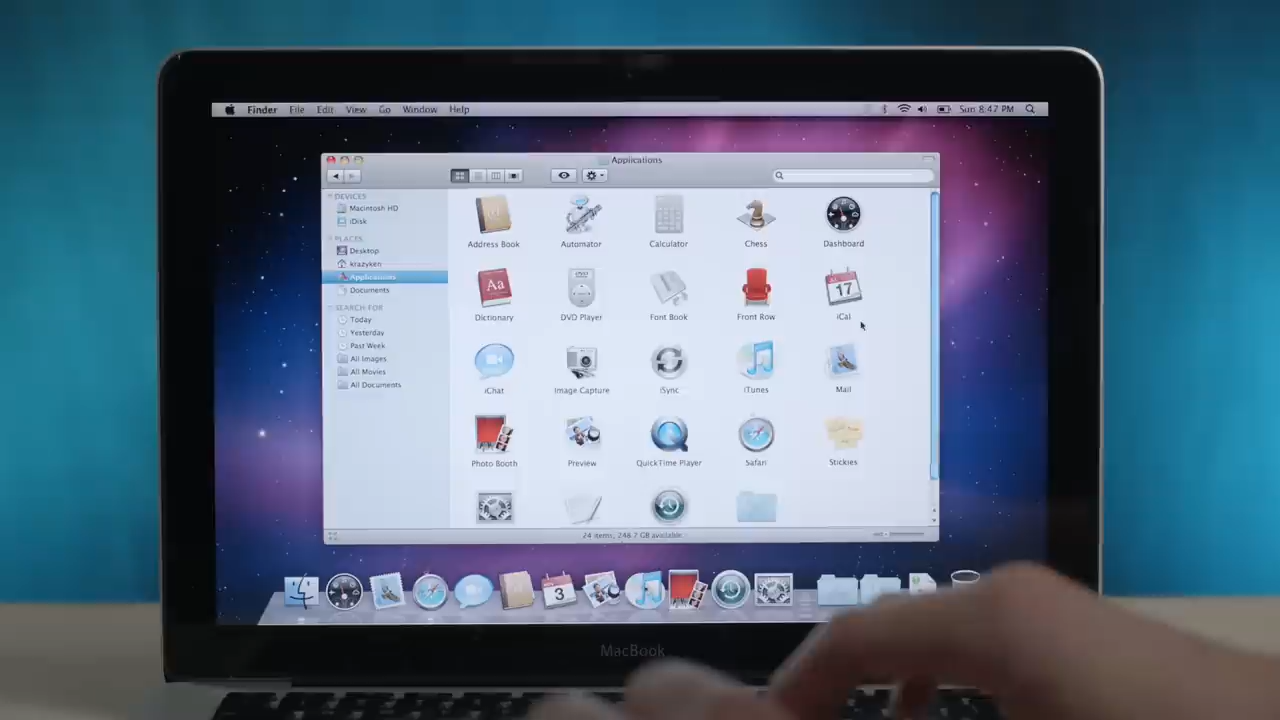 Finder File Edit View Go Window Help Sun 8:47 PM
Applications
DEVICES
Macintosh HD
iDisk
PLACES
Desktop
krazyken
Applications
Documents
SEARCH FOR
Today
Yesterday
Past Week
All Images
All Movies
All Documents
Address Book Automator Calculator Chess Dashboard
Aa DVD 17
Dictionary DVD Player Font Book Front Row iCal
iChat Image Capture iSync iTunes Mail
Photo Booth Preview QuickTime Player Safari Stickies
24 items, 248.7 GB available
3
MacBook